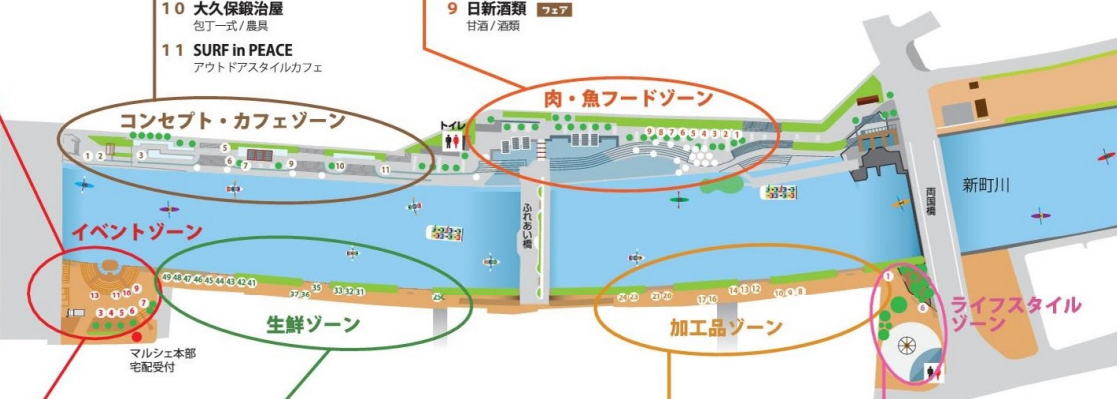 10 大久保鍛治屋
包丁一式/農具
11 SURF in PEACE
アウトドアスタイルカフェ
9 日新酒類 フェア
甘酒/酒類
コンセプト・カフェゾーン
1 2 3 5 6 7 9 10 11
トイレ
肉・魚フードゾーン
9 8 7 6 5 4 3 2 1
ふれあい橋
両国橋
新町川
イベントゾーン
13 11 10 9
7
3 4 5 6
マルシェ本部
宅配受付
49 48 47 46 45 44 43 42 41
37 36 35 33 32 31
25
生鮮ゾーン
24 23 21 20 17 16 14 13 12 10 9 8
加工品ゾーン
1
6
ライフスタイル
ゾーン